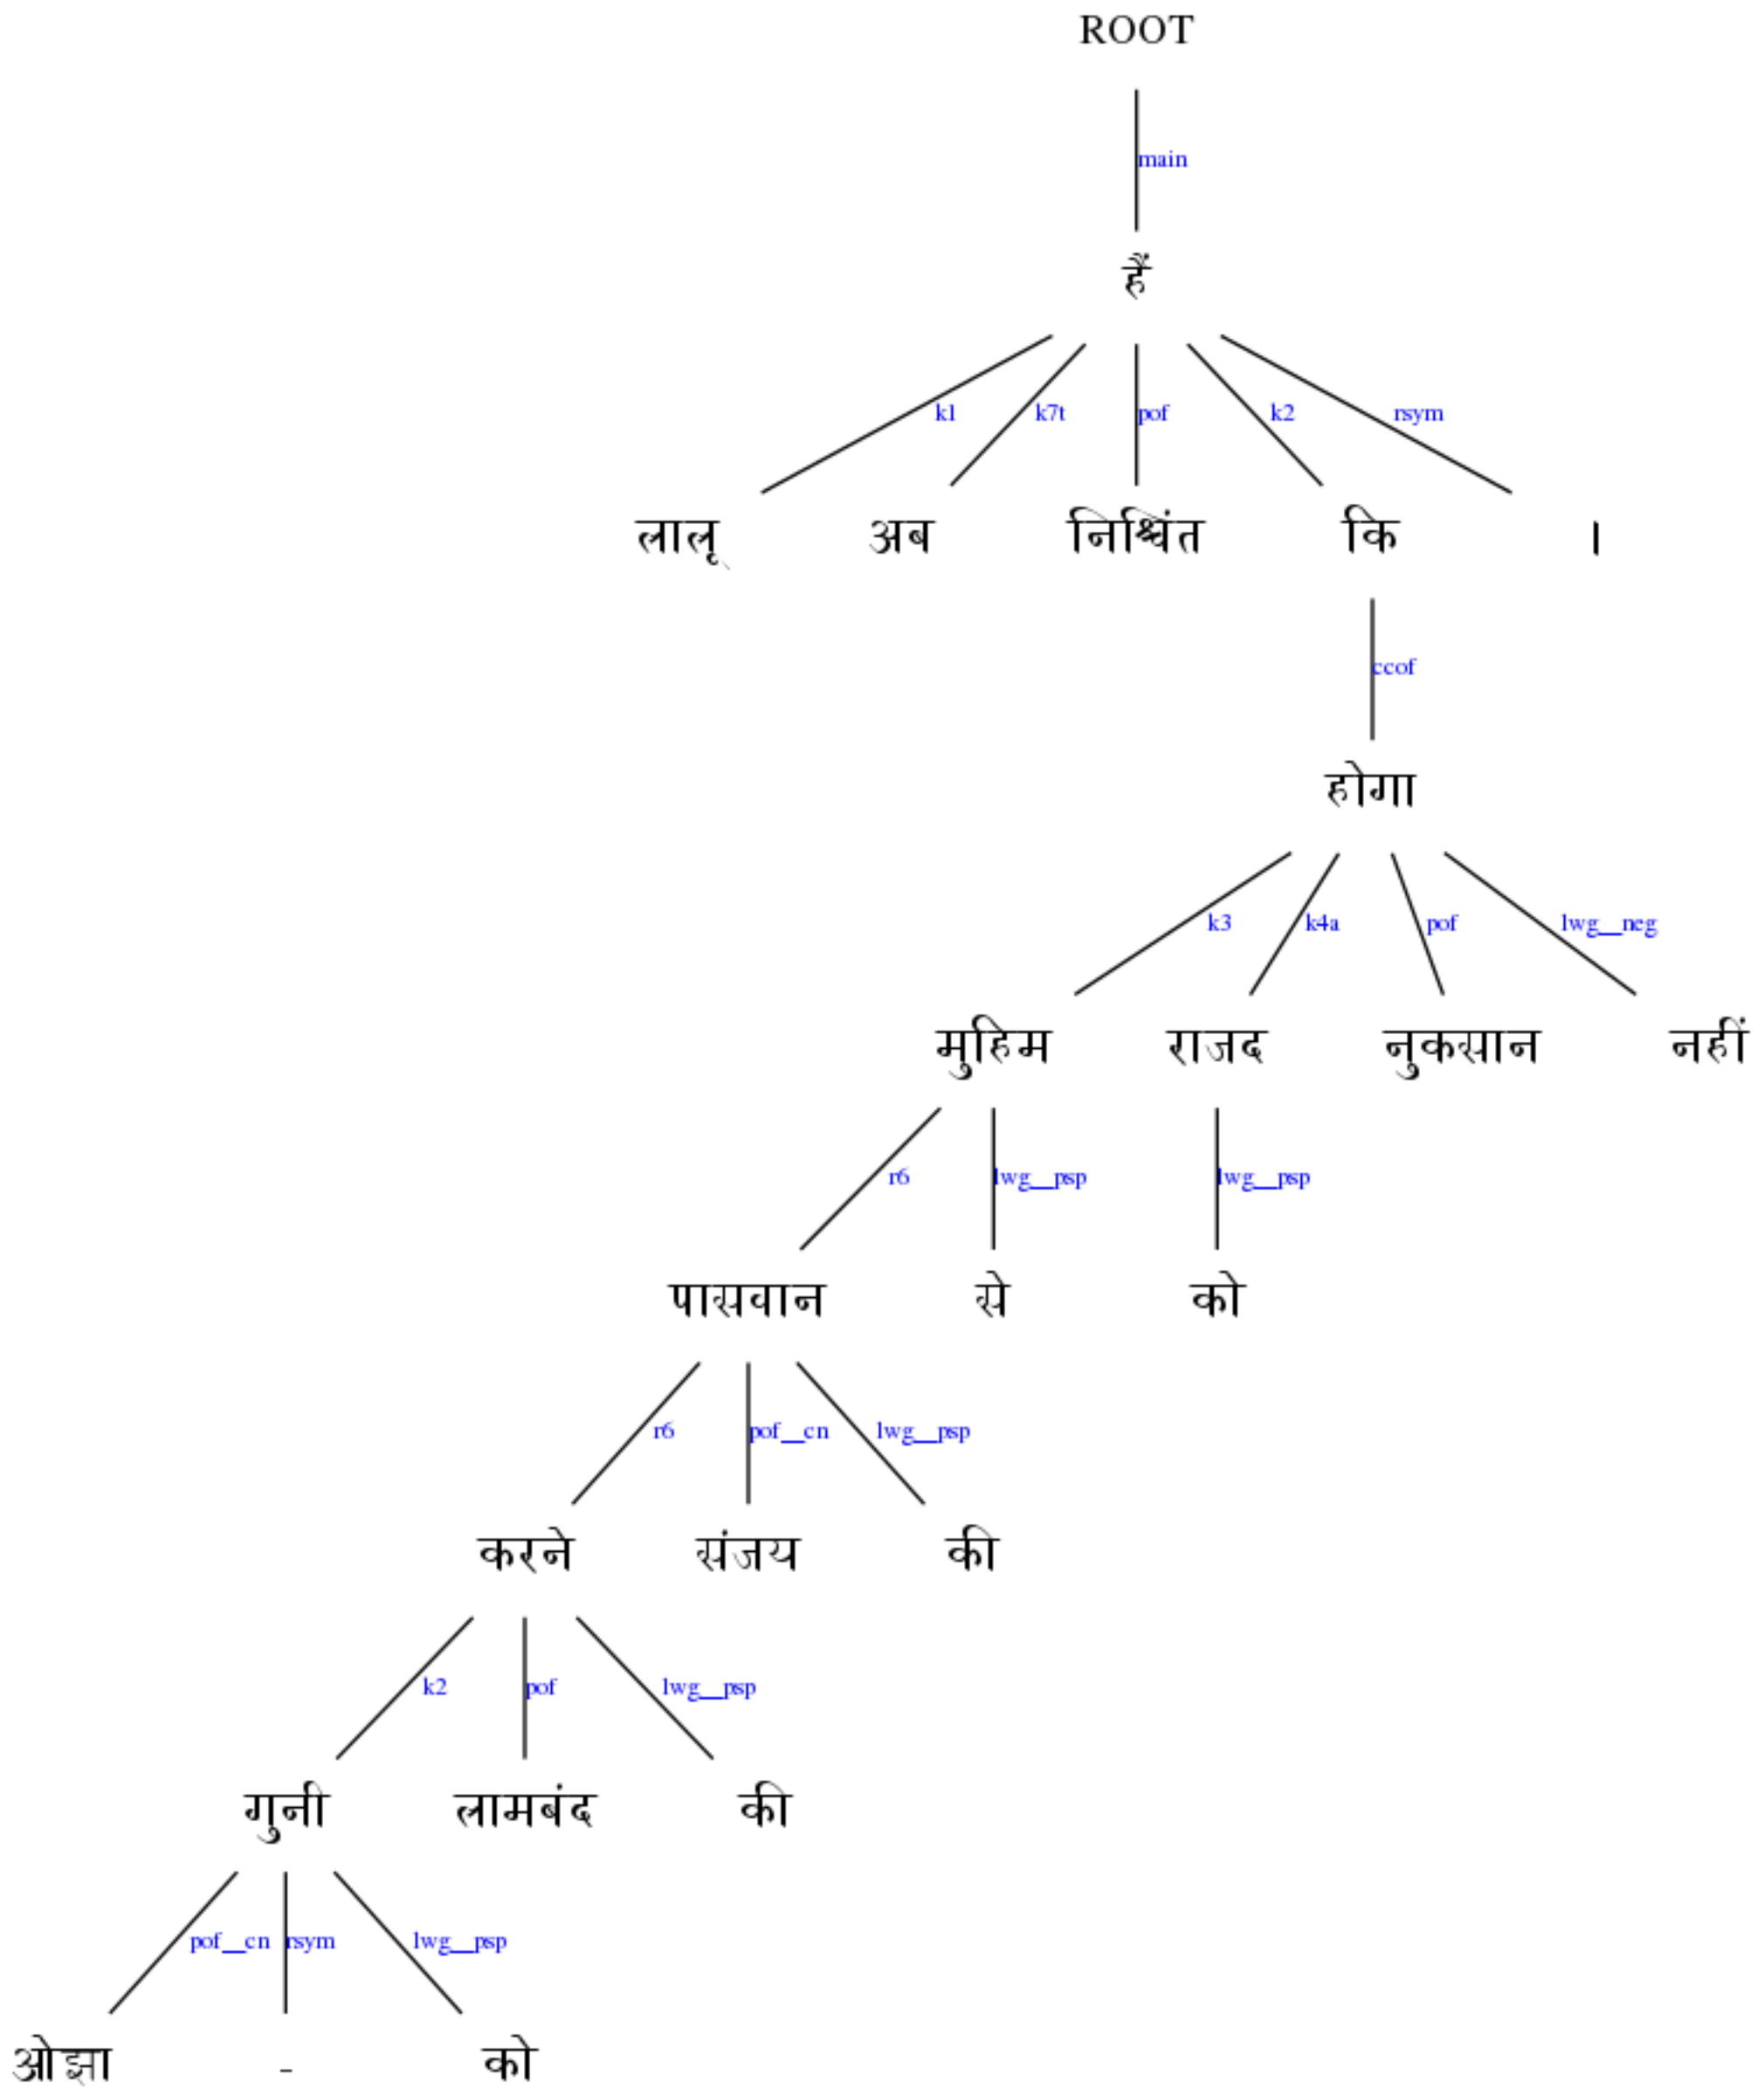 ROOT
main
हैं
k1 k7t pof k2 rsym
लालू अब निश्चिंत कि ।
ccof
होगा
k3 k4a pof lwg__neg
मुहिम राजद नुकसान नहीं
r6 lwg__psp lwg__psp
पासवान से को
r6 pof__cn lwg__psp
करने संजय की
k2 pof lwg__psp
गुनी लामबंद की
pof__cn rsym lwg__psp
ओझा - को